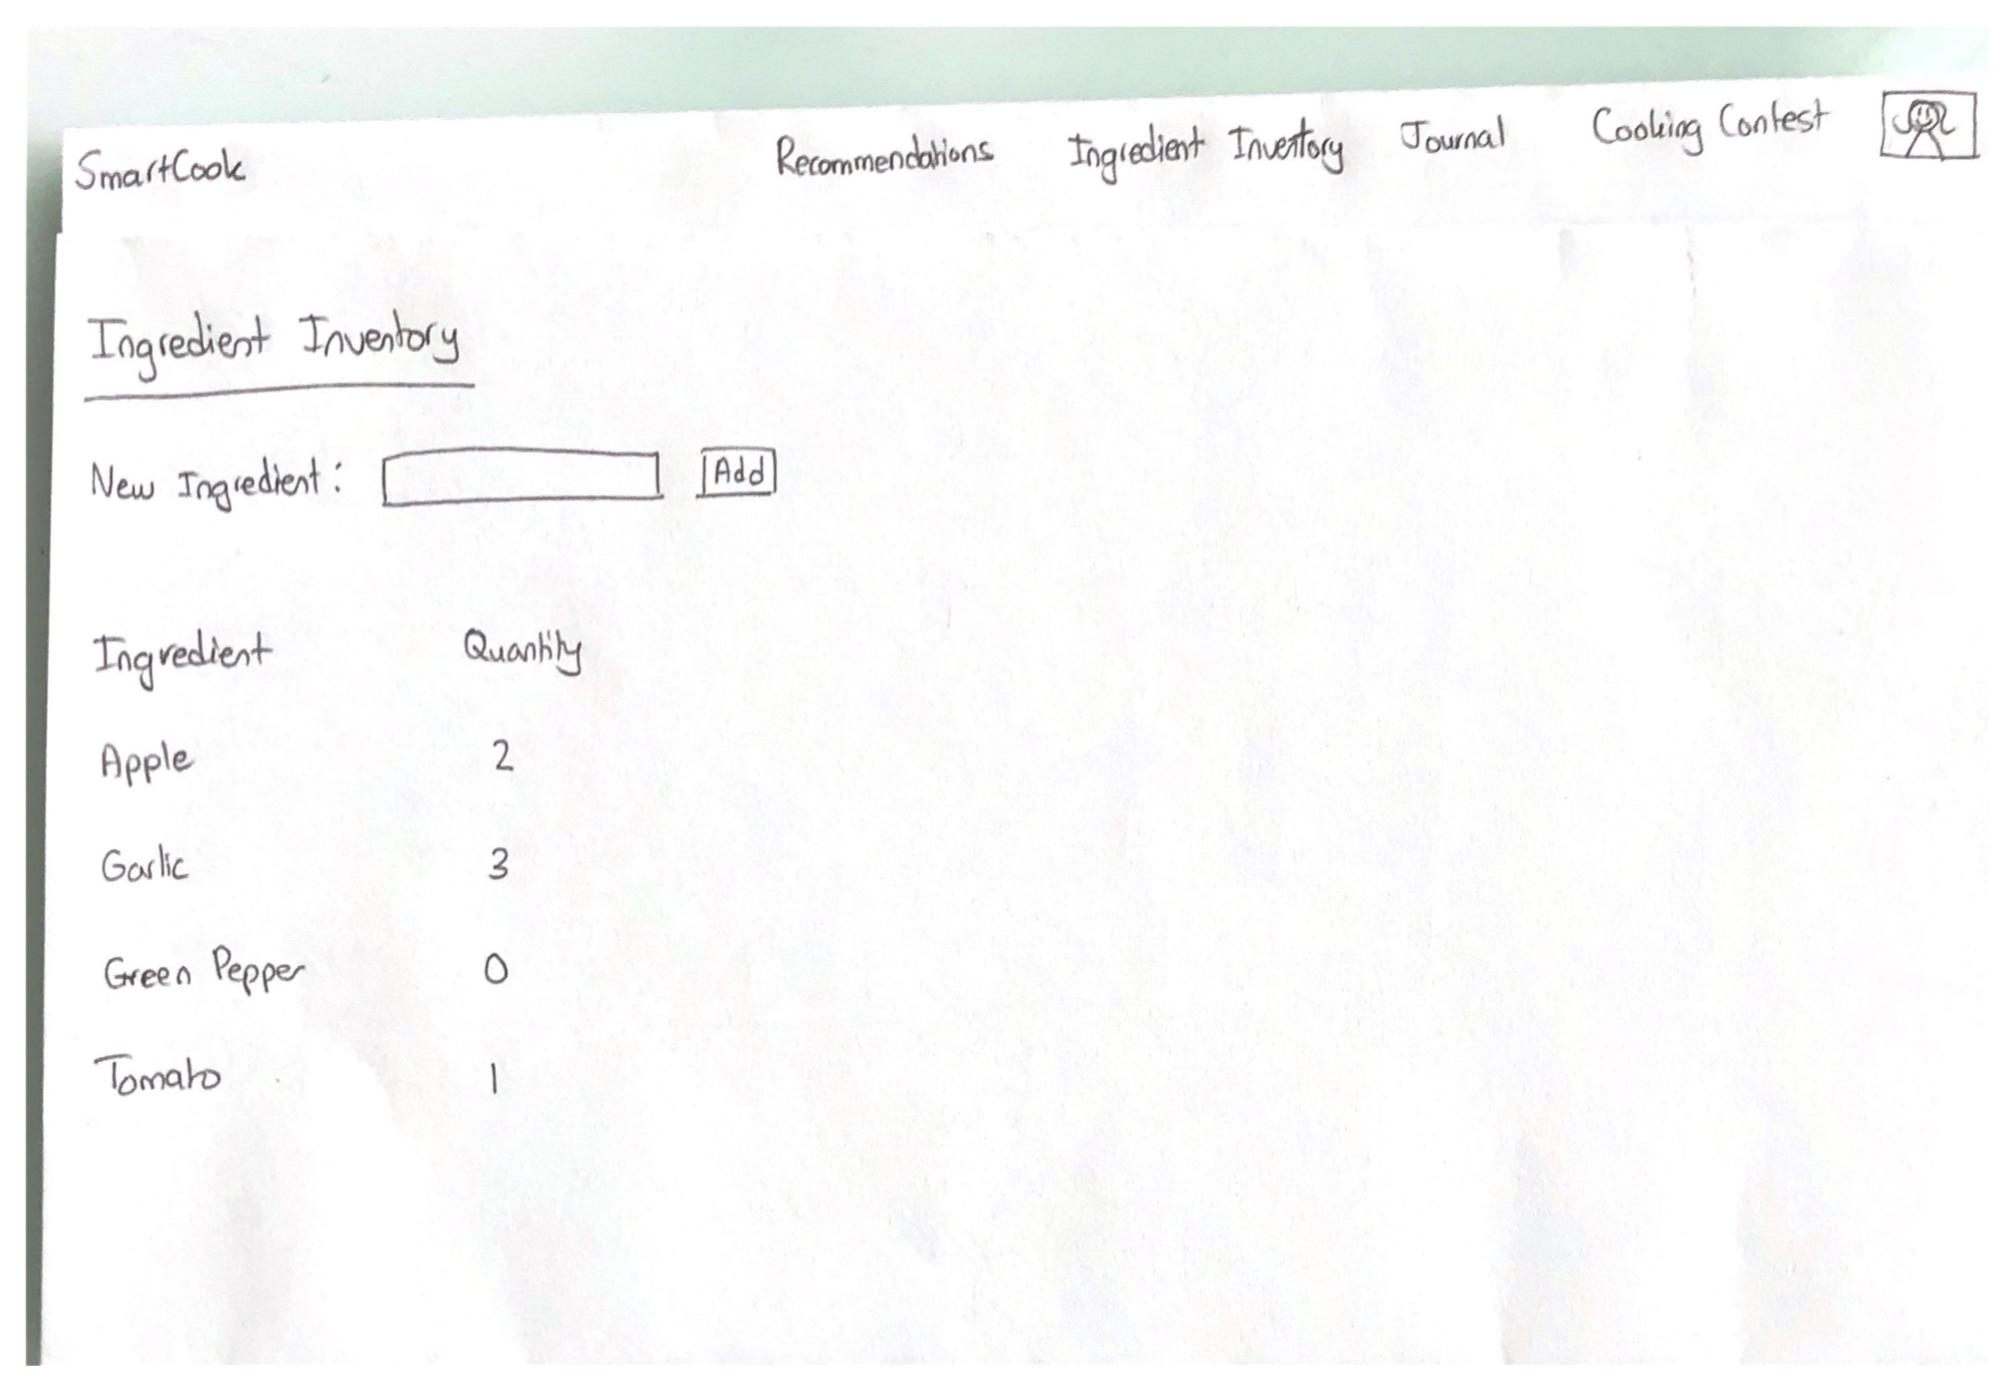 SmartCook Recommendations Ingredient Inventory Journal Cooking Contest
Ingredient Inventory
New Ingredient: Add
Ingredient Quantity
Apple 2
Garlic 3
Green Pepper 0
Tomato 1